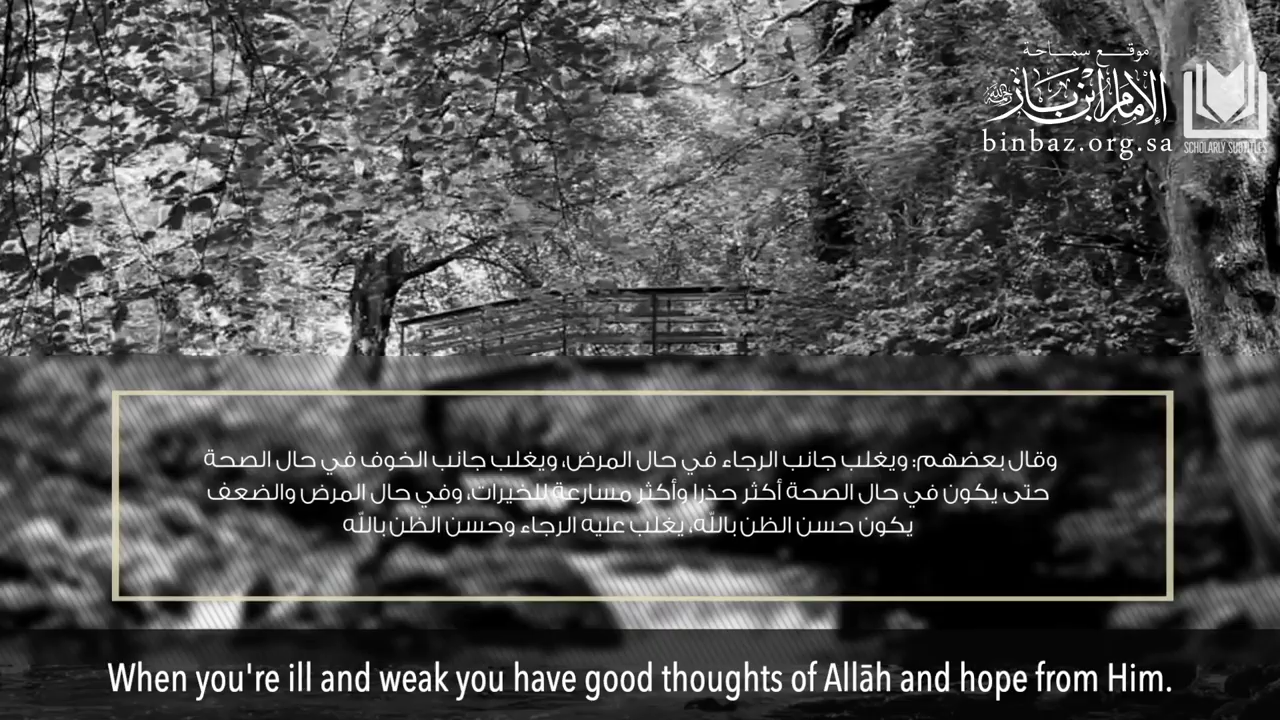 موقع سماحة
الإمام ابن باز
binbaz.org.sa
SCHOLARLY SUBTITLES
وقال بعضهم: ويغلب جانب الرجاء في حال المرض، ويغلب جانب الخوف في حال الصحة
حتى يكون في حال الصحة أكثر حذرا وأكثر مسارعة للخيرات، وفي حال المرض والضعف
يكون حسن الظن بالله، يغلب عليه الرجاء وحسن الظن بالله
When you're ill and weak you have good thoughts of Allāh and hope from Him.